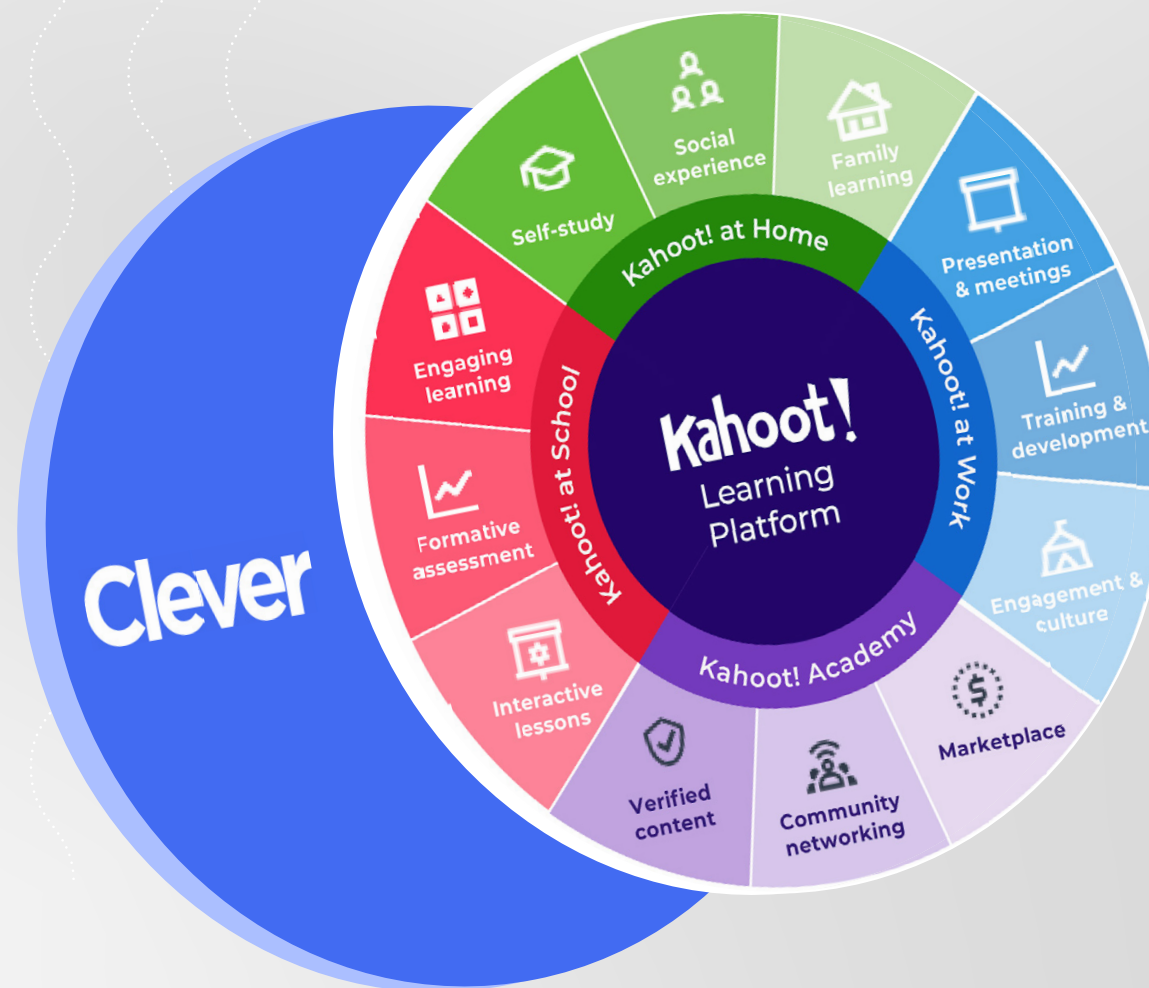 Clever
Kahoot!
Learning
Platform
Kahoot! at Home
Self-study
Social
experience
Family
learning
Kahoot! at Work
Presentation
& meetings
Training &
development
Engagement &
culture
Kahoot! Academy
Marketplace
Community
networking
Verified
content
Kahoot! at School
Engaging
learning
Formative
assessment
Interactive
lessons